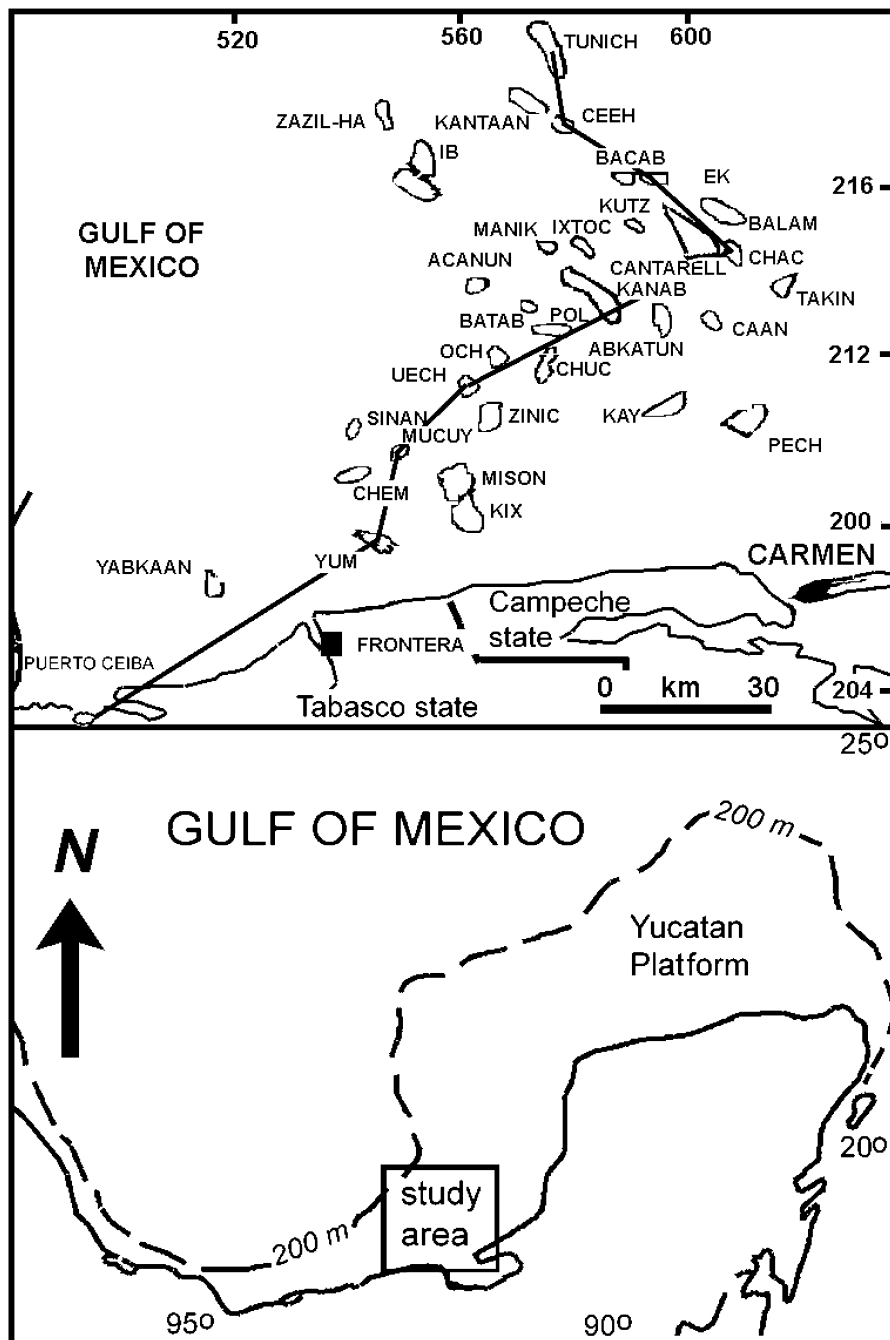 520
560
600
TUNICH
ZAZIL-HA
KANTAAN
CEEH
IB
BACAB
EK
216
KUTZ
BALAM
GULF OF
MEXICO
MANIK
IXTOC
CHAC
ACANUN
CANTARELL
KANAB
TAKIN
BATAB
POL
CAAN
OCH
ABKATUN
212
UECH
CHUC
SINAN
ZINIC
KAY
MUCUY
PECH
CHEM
MISON
KIX
200
YABKAAN
YUM
CARMEN
Campeche
state
FRONTERA
PUERTO CEIBA
Tabasco state
0 km 30
204
25o
GULF OF MEXICO
200 m
N
Yucatan
Platform
20o
study
area
200 m
95o
90o